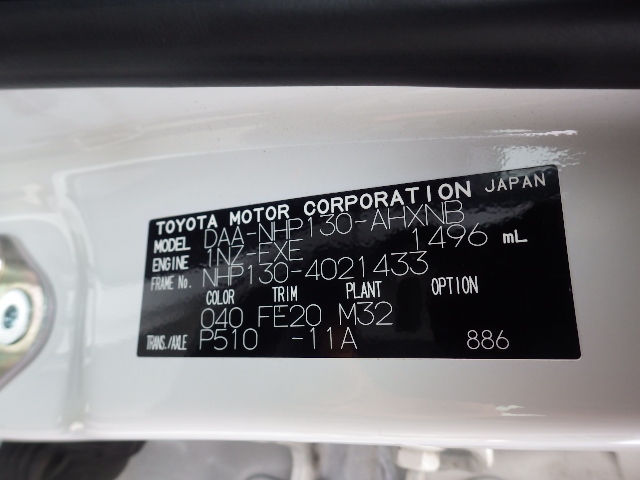 TOYOTA MOTOR CORPORATION JAPAN
MODEL DAA-NHP130-AHXNB
ENGINE 1NZ-EXE 1496 mL
FRAME No. NHP130-4021433
COLOR TRIM PLANT OPTION
040 FE20 M32
TRANS./AXLE P510 -11A 886